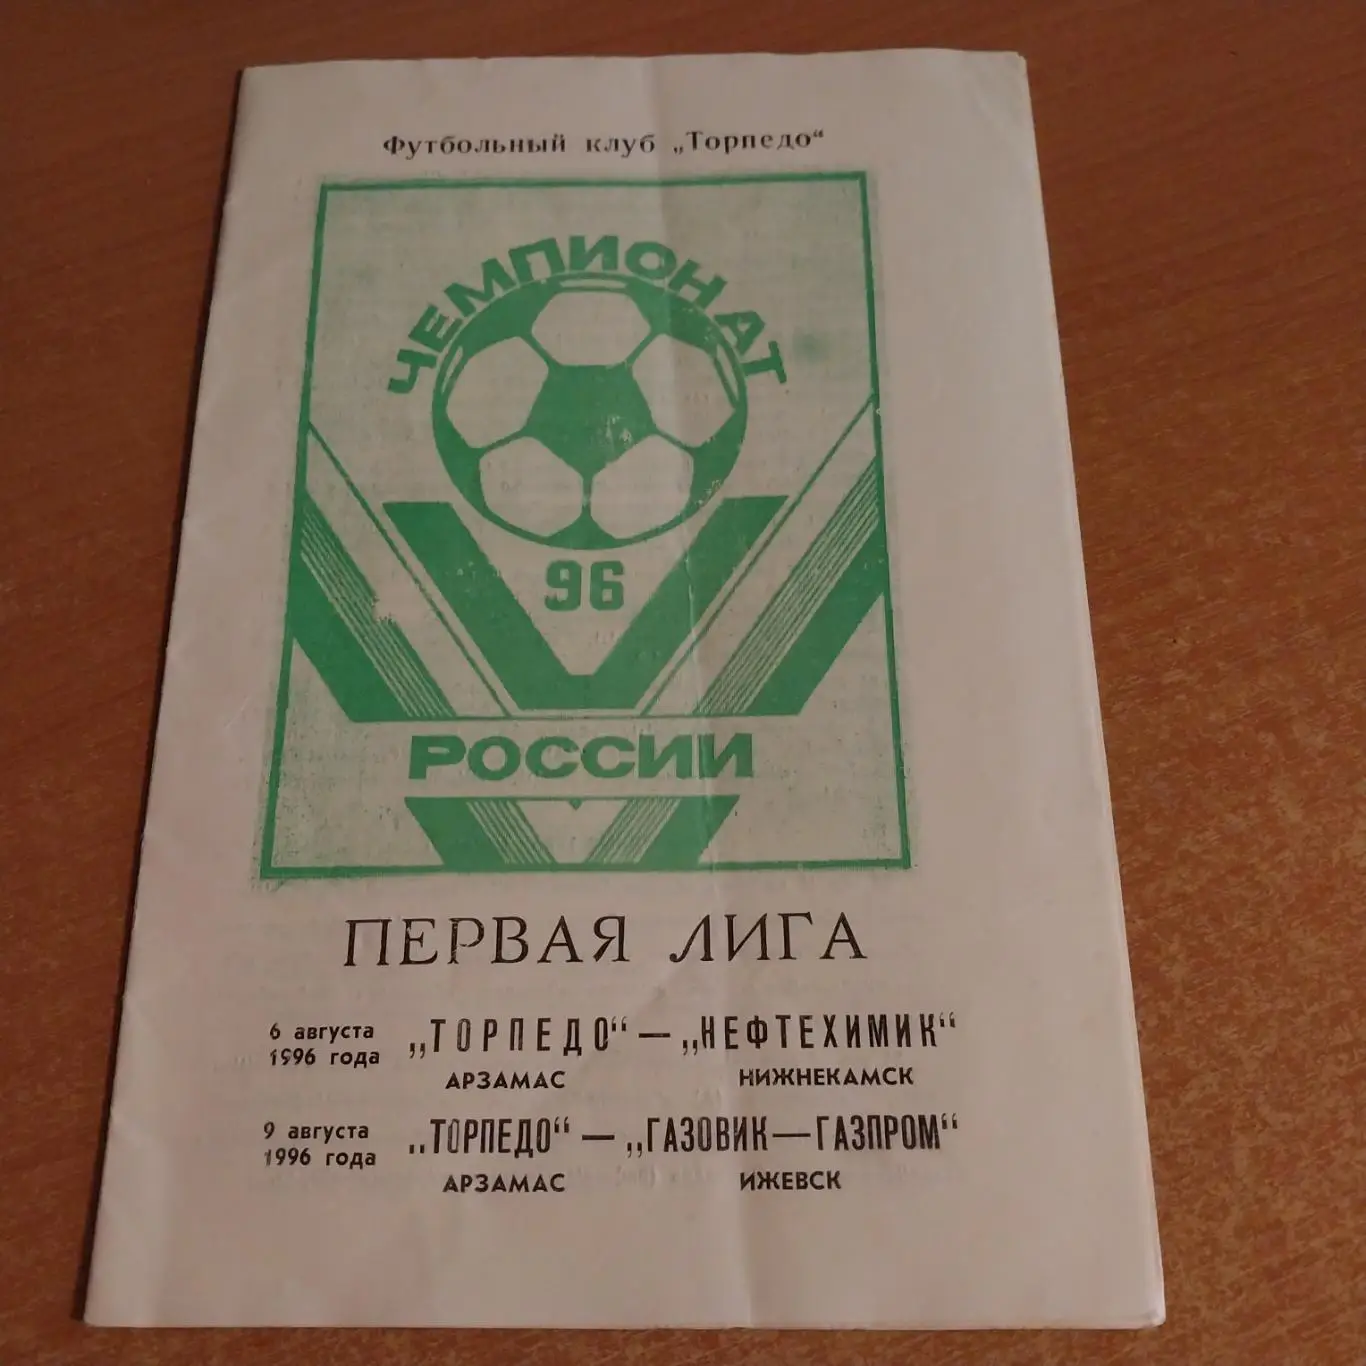 Футбольный клуб „Торпедо“
ЧЕМПИОНАТ
96
РОССИИ
ПЕРВАЯ ЛИГА
6 августа 1996 года „ТОРПЕДО“ — „НЕФТЕХИМИК“
АРЗАМАС НИЖНЕКАМСК
9 августа 1996 года „ТОРПЕДО“ — „ГАЗОВИК—ГАЗПРОМ“
АРЗАМАС ИЖЕВСК